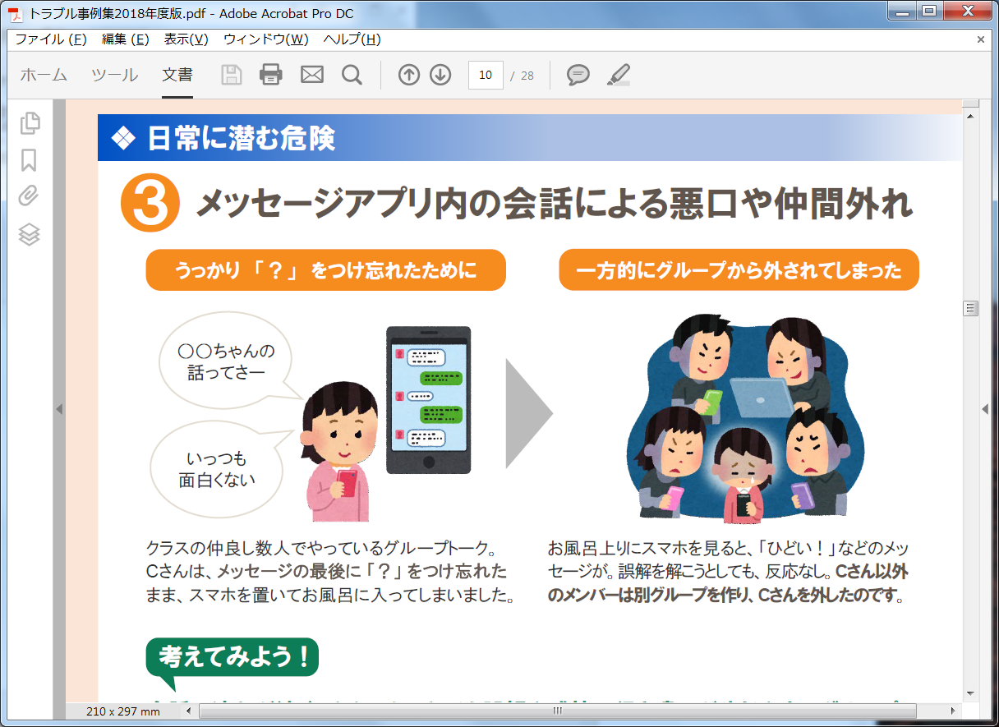 トラブル事例集2018年度版.pdf - Adobe Acrobat Pro DC
ファイル (F) 編集 (E) 表示(V) ウィンドウ(W) ヘルプ(H)
ホーム ツール 文書 10 / 28
❖ 日常に潜む危険
3 メッセージアプリ内の会話による悪口や仲間外れ
うっかり「？」をつけ忘れたために
一方的にグループから外されてしまった
〇〇ちゃんの
話ってさー
いっつも
面白くない
クラスの仲良し数人でやっているグループトーク。
Cさんは、メッセージの最後に「？」をつけ忘れた
まま、スマホを置いてお風呂に入ってしまいました。
お風呂上りにスマホを見ると、「ひどい！」などのメッ
セージが。誤解を解こうとしても、反応なし。Cさん以外
のメンバーは別グループを作り、Cさんを外したのです。
考えてみよう！
210 x 297 mm